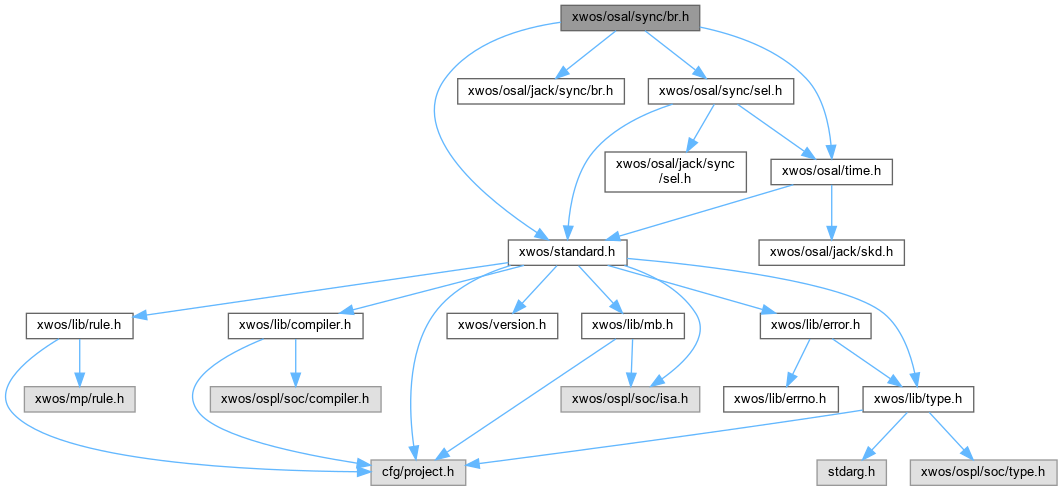 xwos/osal/sync/br.h
xwos/osal/jack/sync/br.h
xwos/osal/sync/sel.h
xwos/osal/jack/sync
/sel.h
xwos/osal/time.h
xwos/standard.h
xwos/osal/jack/skd.h
xwos/lib/rule.h
xwos/lib/compiler.h
xwos/version.h
xwos/lib/mb.h
xwos/lib/error.h
xwos/mp/rule.h
xwos/ospl/soc/compiler.h
xwos/ospl/soc/isa.h
xwos/lib/errno.h
xwos/lib/type.h
cfg/project.h
stdarg.h
xwos/ospl/soc/type.h